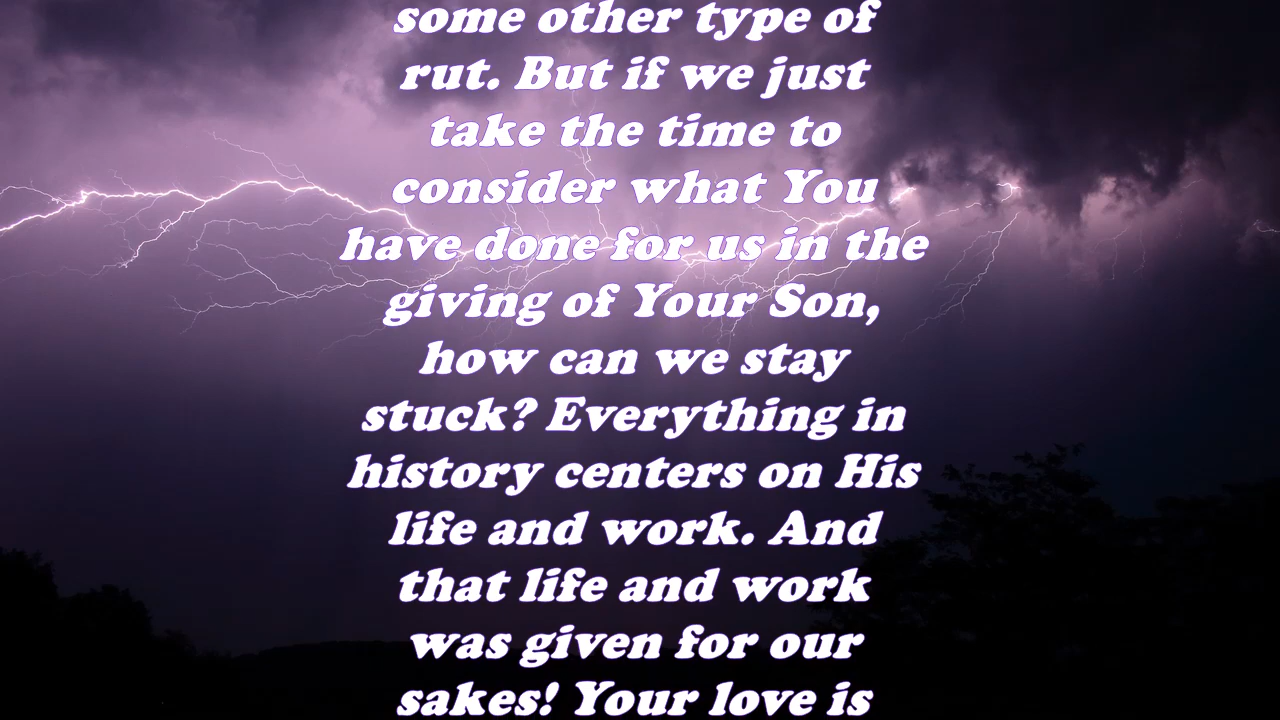 some other type of
rut. But if we just
take the time to
consider what You
have done for us in the
giving of Your Son,
how can we stay
stuck? Everything in
history centers on His
life and work. And
that life and work
was given for our
sakes! Your love is